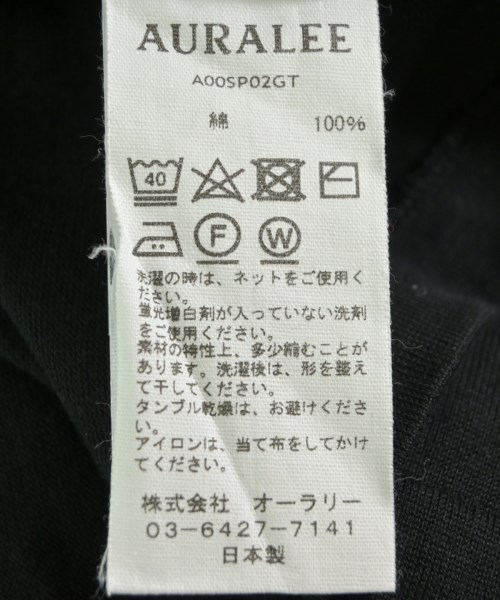 AURALEE
A00SP02GT
綿 100%
40
F W
洗濯の時は、ネットをご使用く
ださい。
蛍光増白剤が入っていない洗剤
をご使用ください。
素材の特性上、多少縮むことが
あります。洗濯後は、形を整え
て干してください。
タンブル乾燥は、お避けくださ
い。
アイロンは、当て布をしてかけ
てください。
株式会社 オーラリー
03-6427-7141
日本製